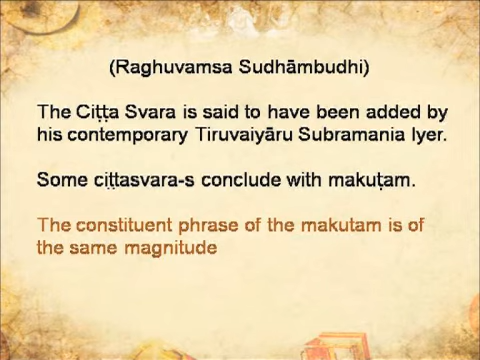 (Raghuvamsa Sudhāmbudhi)
The Ciṭṭa Svara is said to have been added by
his contemporary Tiruvaiyāru Subramania Iyer.
Some ciṭṭasvara-s conclude with makuṭam.
The constituent phrase of the makutam is of
the same magnitude